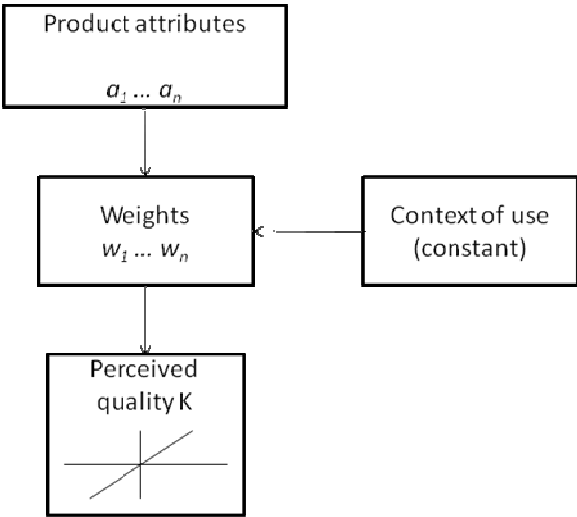 Product attributes
a1 ... an
Weights
w1 ... wn
Context of use
(constant)
Perceived
quality K